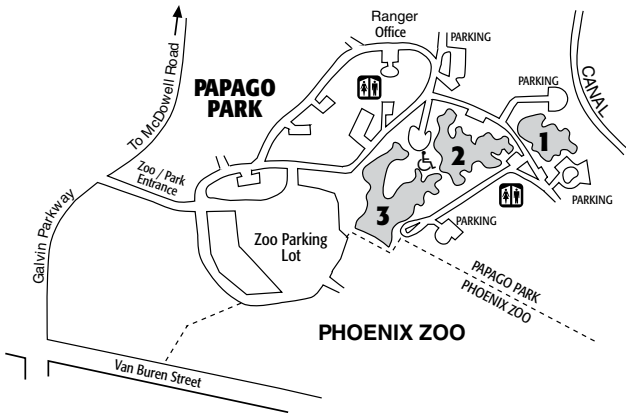 Ranger
Office
PARKING
PAPAGO
PARK
To McDowell Road
PARKING
CANAL
1
2
3
Zoo / Park
Entrance
PARKING
PARKING
Galvin Parkway
Zoo Parking
Lot
PAPAGO PARK
PHOENIX ZOO
PHOENIX ZOO
Van Buren Street